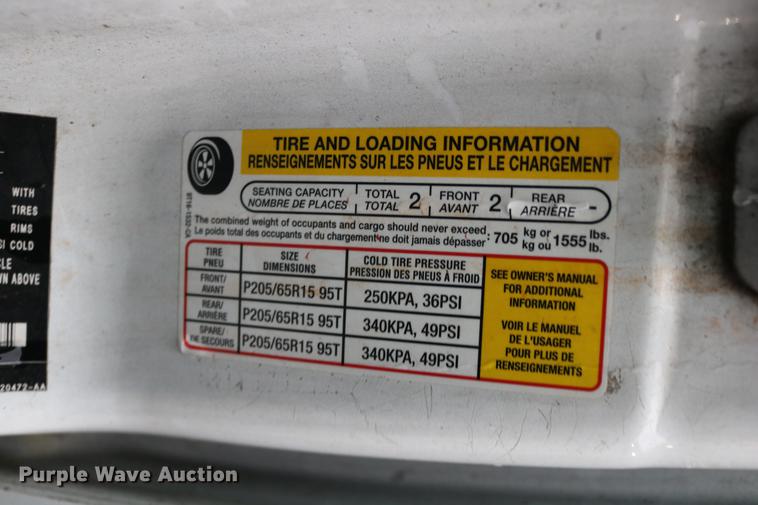 TIRE AND LOADING INFORMATION
RENSEIGNEMENTS SUR LES PNEUS ET LE CHARGEMENT
SEATING CAPACITY
NOMBRE DE PLACES
TOTAL
TOTAL 2
FRONT
AVANT 2
REAR
ARRIÈRE -
The combined weight of occupants and cargo should never exceed
Le poids total des occupants et du chargement ne doit jamais dépasser : 705 kg or kg ou 1555 lbs. lb.
TIRE
PNEU
SIZE
DIMENSIONS
COLD TIRE PRESSURE
PRESSION DES PNEUS À FROID
FRONT/
AVANT
P205/65R15 95T
250KPA, 36PSI
REAR/
ARRIÈRE
P205/65R15 95T
340KPA, 49PSI
SPARE/
DE SECOURS
P205/65R15 95T
340KPA, 49PSI
SEE OWNER'S MANUAL
FOR ADDITIONAL
INFORMATION
VOIR LE MANUEL
DE L'USAGER
POUR PLUS DE
RENSEIGNEMENTS
WITH
TIRES
RIMS
SI COLD
CLE
WN ABOVE
20472-AA
Purple Wave Auction